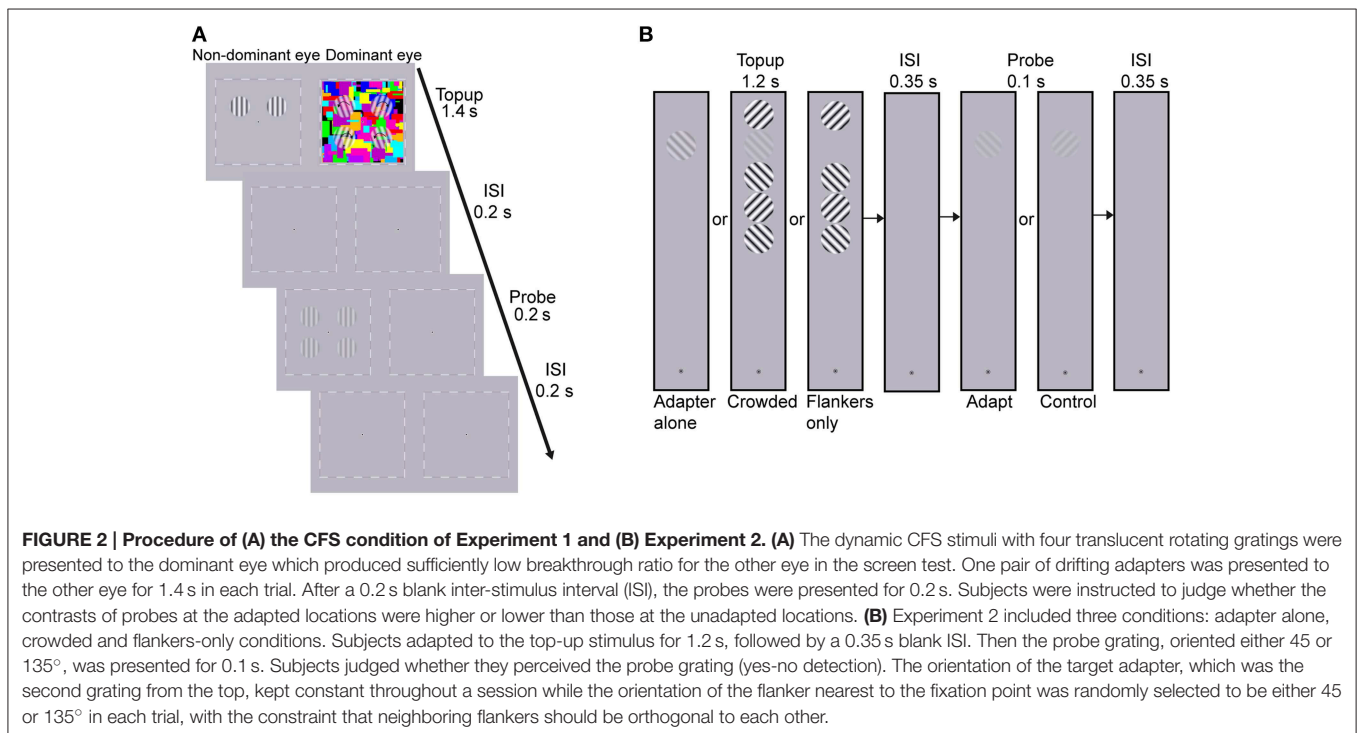 A
Non-dominant eye Dominant eye
Topup
1.4 s
ISI
0.2 s
Probe
0.2 s
ISI
0.2 s
B
Topup
1.2 s
ISI
0.35 s
Probe
0.1 s
ISI
0.35 s
or
or
or
Adapter
alone
Crowded
Flankers
only
Adapt
Control
FIGURE 2 | Procedure of (A) the CFS condition of Experiment 1 and (B) Experiment 2. (A) The dynamic CFS stimuli with four translucent rotating gratings were
presented to the dominant eye which produced sufficiently low breakthrough ratio for the other eye in the screen test. One pair of drifting adapters was presented to
the other eye for 1.4 s in each trial. After a 0.2 s blank inter-stimulus interval (ISI), the probes were presented for 0.2 s. Subjects were instructed to judge whether the
contrasts of probes at the adapted locations were higher or lower than those at the unadapted locations. (B) Experiment 2 included three conditions: adapter alone,
crowded and flankers-only conditions. Subjects adapted to the top-up stimulus for 1.2 s, followed by a 0.35 s blank ISI. Then the probe grating, oriented either 45 or
135°, was presented for 0.1 s. Subjects judged whether they perceived the probe grating (yes-no detection). The orientation of the target adapter, which was the
second grating from the top, kept constant throughout a session while the orientation of the flanker nearest to the fixation point was randomly selected to be either 45
or 135° in each trial, with the constraint that neighboring flankers should be orthogonal to each other.